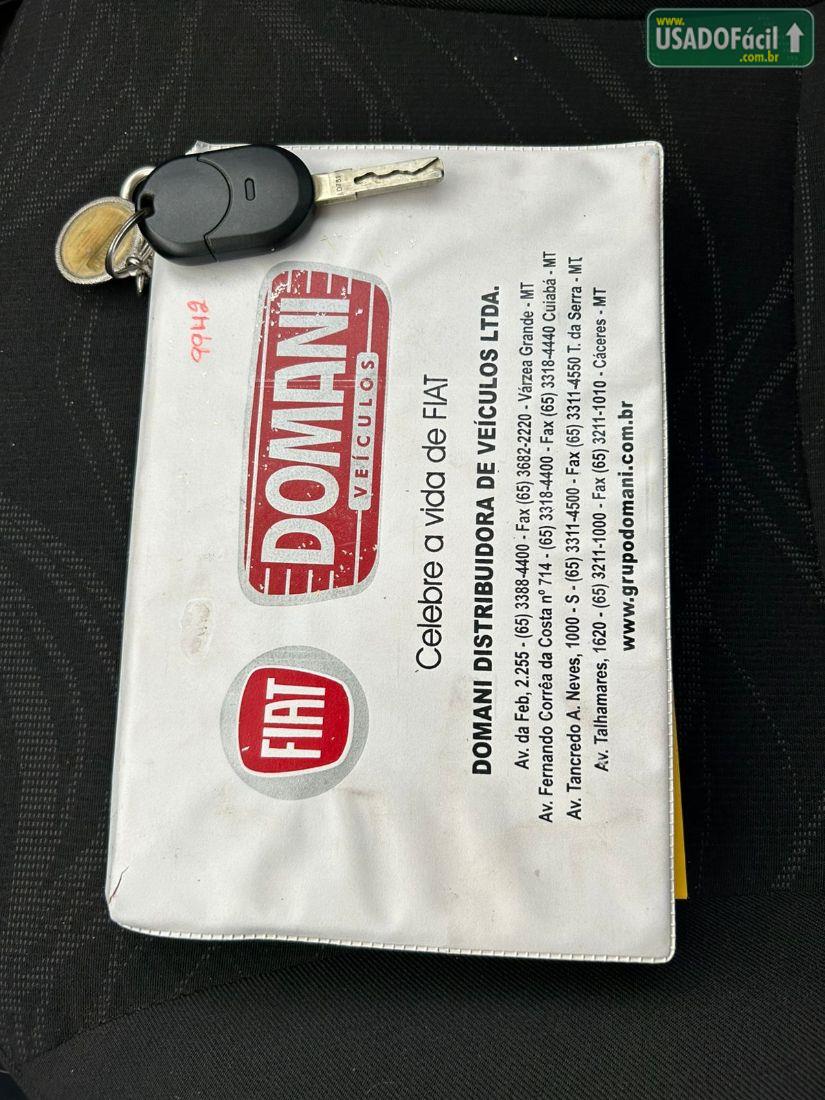 www.
USADOFácil
.com.br
9942
FIAT
DOMANI
VEÍCULOS
Celebre a vida de FIAT
DOMANI DISTRIBUIDORA DE VEÍCULOS LTDA.
Av. da Feb, 2.255 - (65) 3388-4400 - Fax (65) 3682-2220 - Várzea Grande - MT
Av. Fernando Corrêa da Costa nº 714 - (65) 3318-4400 - Fax (65) 3318-4440 Cuiabá - MT
Av. Tancredo A. Neves, 1000 - S - (65) 3311-4500 - Fax (65) 3311-4550 T. da Serra - MT
Av. Talhamares, 1620 - (65) 3211-1000 - Fax (65) 3211-1010 - Cáceres - MT
www.grupodomani.com.br